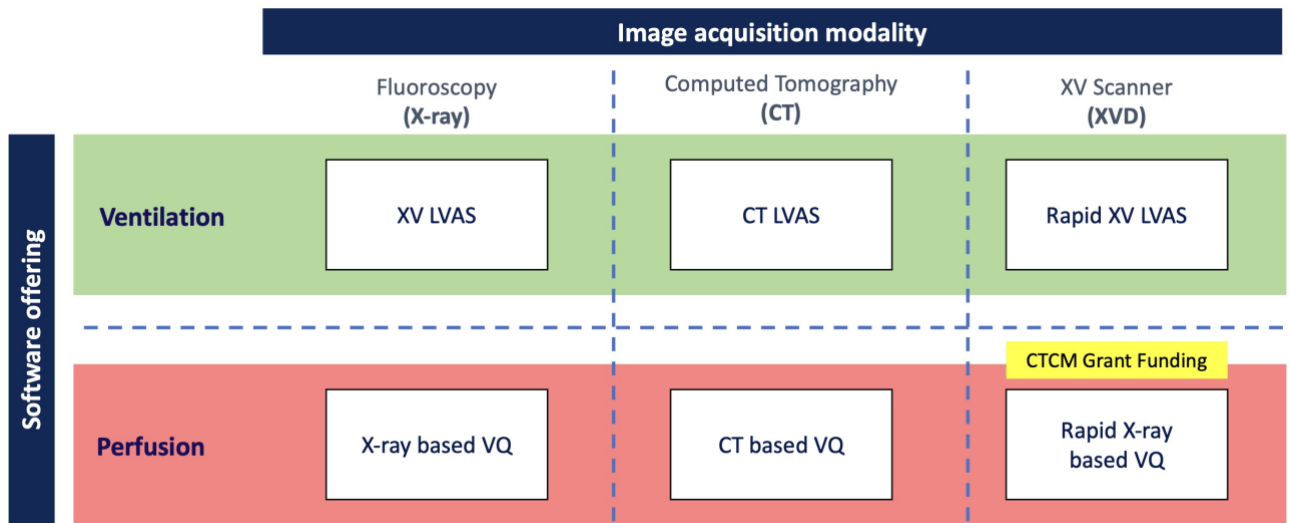 Image acquisition modality
Fluoroscopy
(X-ray)
Computed Tomography
(CT)
XV Scanner
(XVD)
Software offering
Ventilation
XV LVAS
CT LVAS
Rapid XV LVAS
CTCM Grant Funding
Perfusion
X-ray based VQ
CT based VQ
Rapid X-ray
based VQ